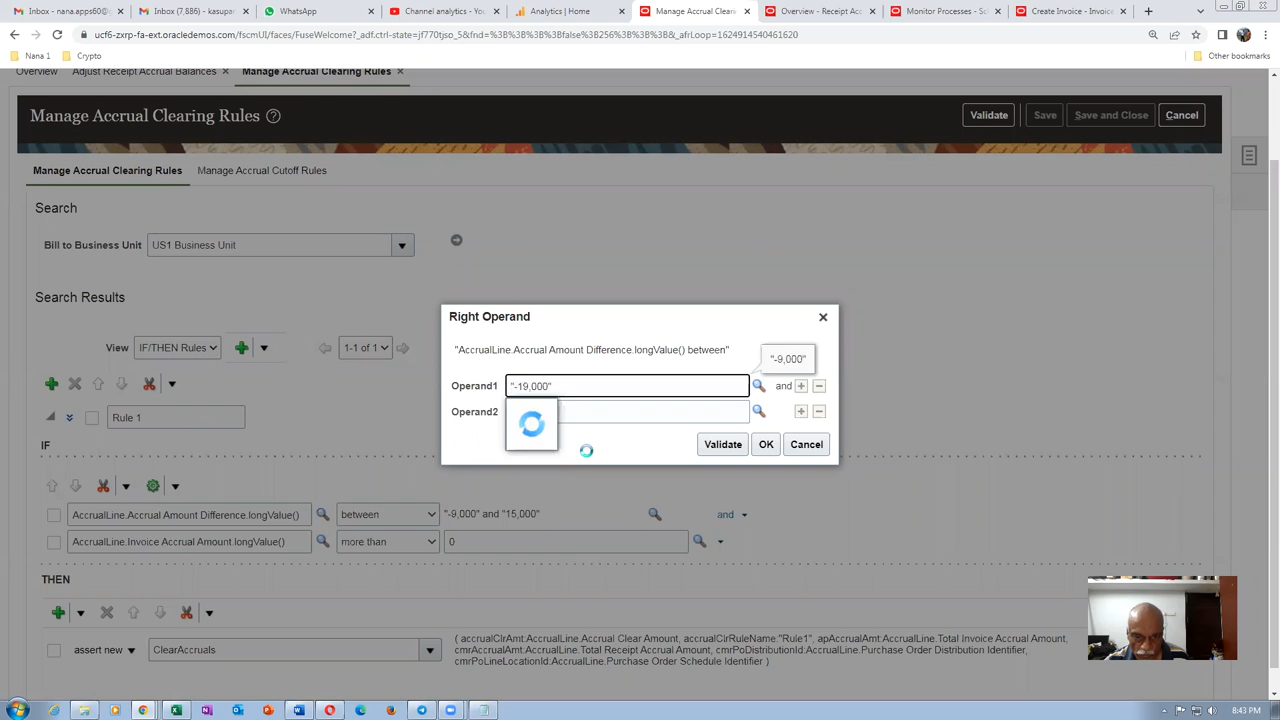 Inbox - nana.apps60@
Inbox (7,886) - kasupar
WhatsApp
Channel analytics - You
Analytics | Home
Manage Accrual Clearing
Overview - Receipt Accr
Monitor Processes - Sc
Create Invoice - Invoice
ucf6-zxrp-fa-ext.oracledemos.com/fscmUI/faces/FuseWelcome?_adf.ctrl-state=jf770tjso_5&fnd=%3B%3B%3B%3Bfalse%3B256%3B%3B%3B&_afrLoop=1624914540461620
Nana 1
Crypto
Other bookmarks
Overview
Adjust Receipt Accrual Balances
Manage Accrual Clearing Rules
Manage Accrual Clearing Rules
Validate
Save
Save and Close
Cancel
Manage Accrual Clearing Rules
Manage Accrual Cutoff Rules
Search
Bill to Business Unit
US1 Business Unit
Search Results
View
IF/THEN Rules
1-1 of 1
Rule 1
Right Operand
"AccrualLine.Accrual Amount Difference.longValue() between"
"-9,000"
Operand1
"-19,000"
and
Operand2
Validate
OK
Cancel
IF
AccrualLine.Accrual Amount Difference.longValue()
between
"-9,000" and "15,000"
and
AccrualLine.Invoice Accrual Amount.longValue()
more than
0
THEN
assert new
ClearAccruals
( accrualClrAmt:AccrualLine.Accrual Clear Amount, accrualClrRuleName:"Rule1", apAccrualAmt:AccrualLine.Total Invoice Accrual Amount,
cmrAccrualAmt:AccrualLine.Total Receipt Accrual Amount, cmrPoDistributionId:AccrualLine.Purchase Order Distribution Identifier,
cmrPoLineLocationId:AccrualLine.Purchase Order Schedule Identifier )
8:43 PM